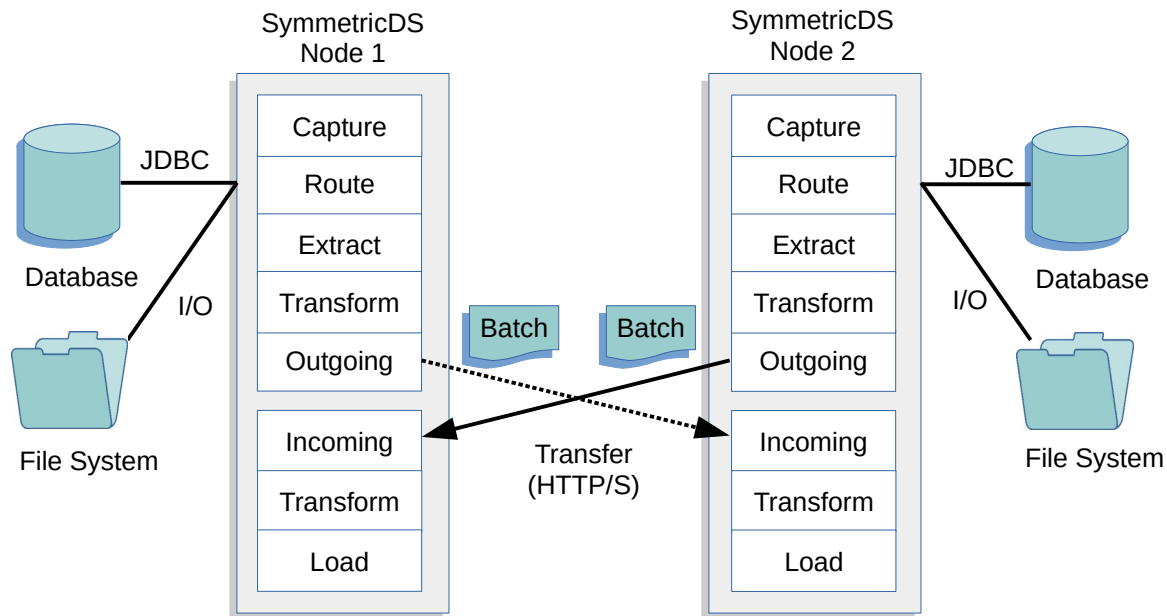 SymmetricDS
Node 1
SymmetricDS
Node 2
Capture
Route
Extract
Transform
Outgoing
Incoming
Transform
Load
Capture
Route
Extract
Transform
Outgoing
Incoming
Transform
Load
JDBC
Database
I/O
File System
Batch
Batch
Transfer
(HTTP/S)
JDBC
Database
I/O
File System